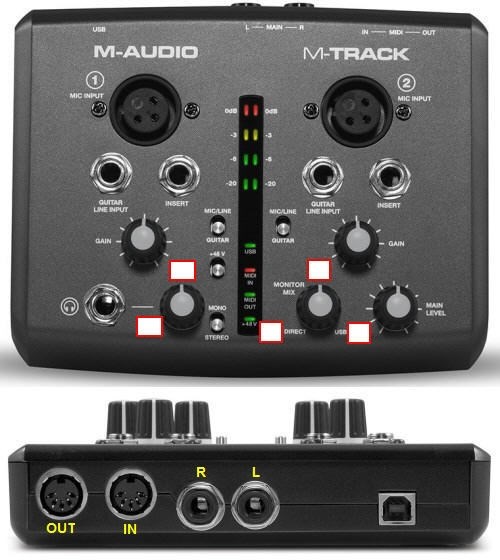 USB
L MAIN R
IN MIDI OUT
M-AUDIO
M-TRACK
1
MIC INPUT
2
MIC INPUT
0dB
0dB
-3
-3
-6
-6
-20
-20
GUITAR
LINE INPUT
INSERT
GUITAR
LINE INPUT
INSERT
MIC/LINE
GUITAR
MIC/LINE
GUITAR
GAIN
GAIN
+48 V
USB
MIDI
IN
MIDI
OUT
+48V
MONO
STEREO
MONITOR
MIX
DIRECT
USB
MAIN
LEVEL
R
L
OUT
IN